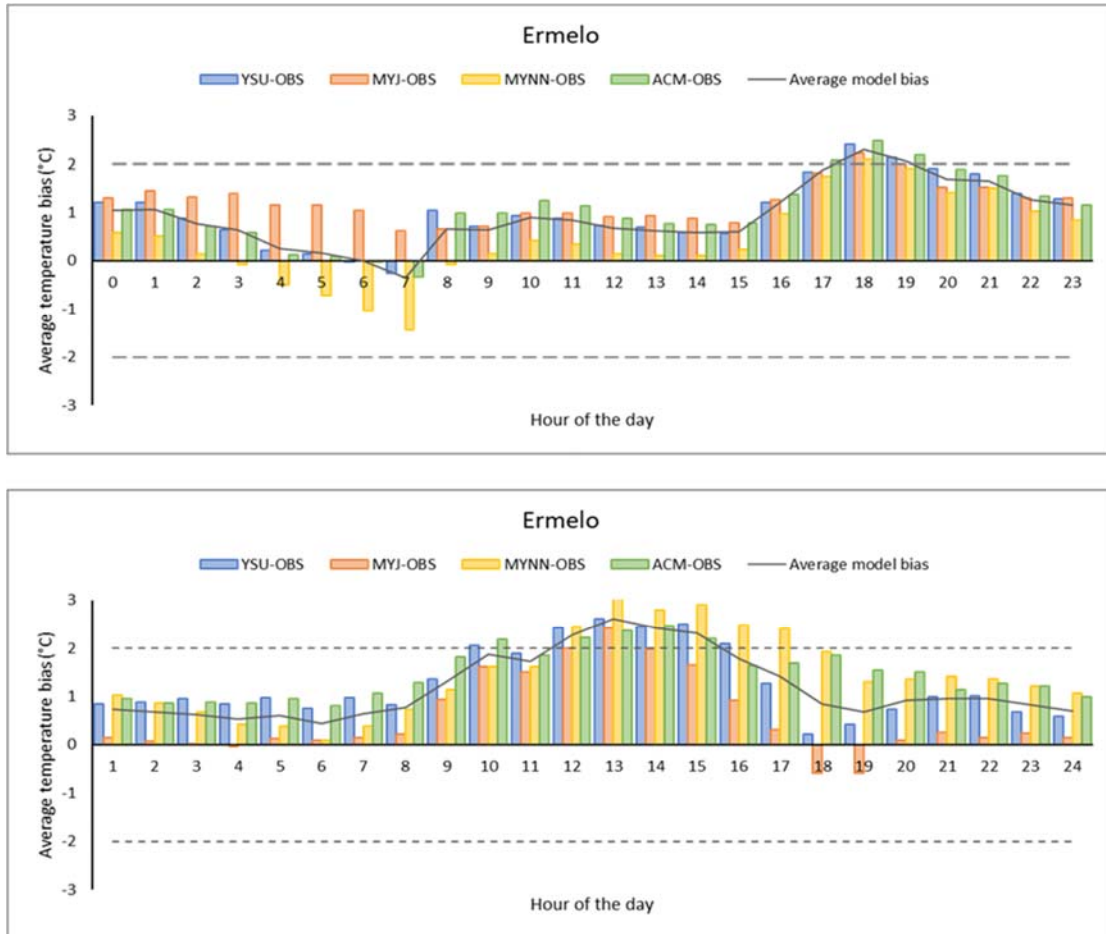 Ermelo
YSU-OBS MYJ-OBS MYNN-OBS ACM-OBS Average model bias
Average temperature bias (°C)
3
2
1
0
-1
-2
-3
0 1 2 3 4 5 6 7 8 9 10 11 12 13 14 15 16 17 18 19 20 21 22 23
Hour of the day
Ermelo
YSU-OBS MYJ-OBS MYNN-OBS ACM-OBS Average model bias
Average temperature bias (°C)
3
2
1
0
-1
-2
-3
1 2 3 4 5 6 7 8 9 10 11 12 13 14 15 16 17 18 19 20 21 22 23 24
Hour of the day